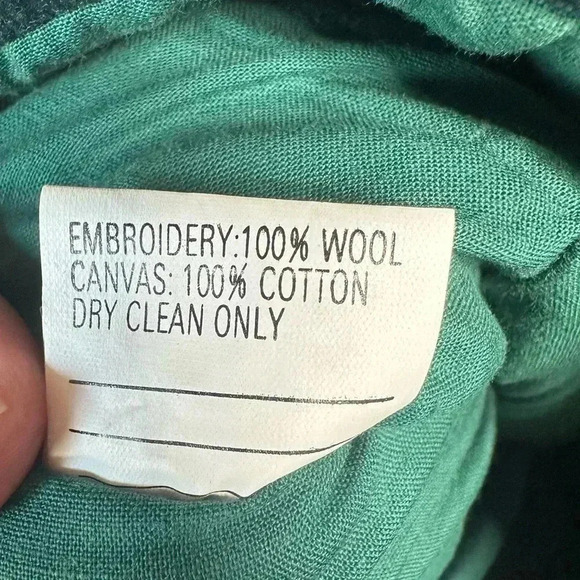 EMBROIDERY:100% WOOL
CANVAS: 100% COTTON
DRY CLEAN ONLY